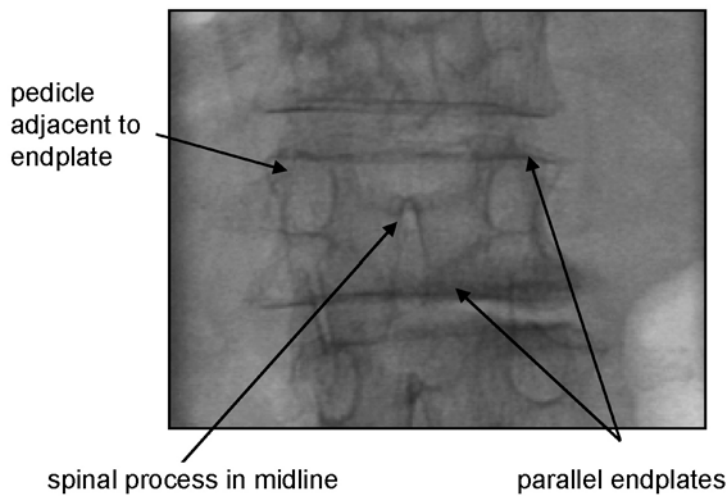 pedicle
adjacent to
endplate
spinal process in midline
parallel endplates